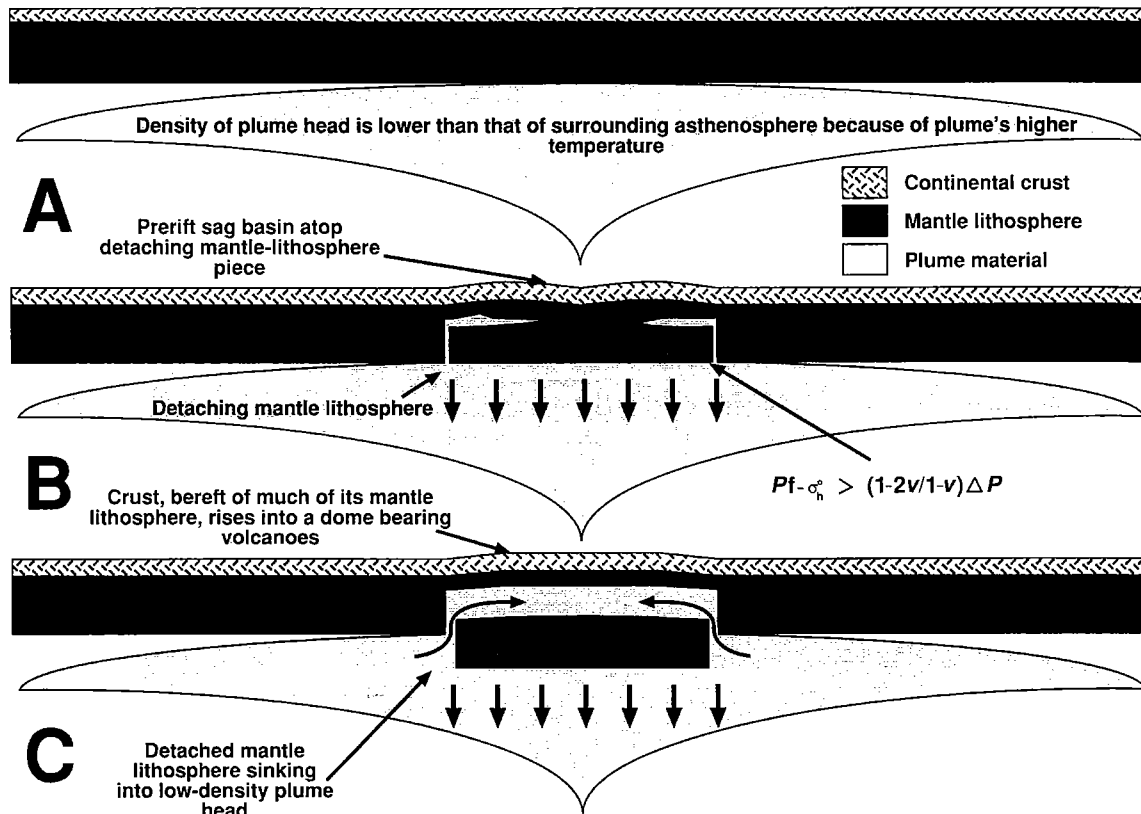 Density of plume head is lower than that of surrounding asthenosphere because of plume's higher
temperature
A
Continental crust
Mantle lithosphere
Plume material
Prerift sag basin atop
detaching mantle-lithosphere
piece
Detaching mantle lithosphere
B
Pf - σ°h > (1-2v/1-v) △ P
Crust, bereft of much of its mantle
lithosphere, rises into a dome bearing
volcanoes
C
Detached mantle
lithosphere sinking
into low-density plume
head